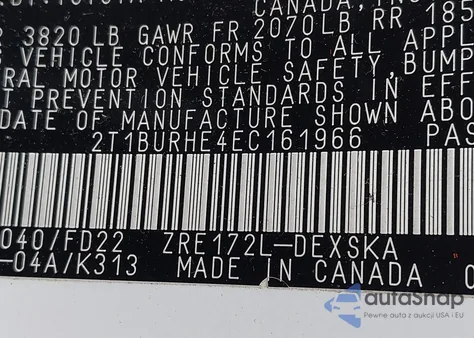 CANADA, INC.
3820 LB GAWR FR 2070LB RR 185
VEHICLE CONFORMS TO ALL APPL
RAL MOTOR VEHICLE SAFETY, BUMP
T PREVENTION STANDARDS IN EF
DATE OF MANUFACTURE SHOWN ABO
2T1BURHE4EC161966 PAS
040/FD22 ZRE172L-DEXSKA
-04A/K313 MADE IN CANADA
autaSnap
Pewne auta z aukcji USA i EU